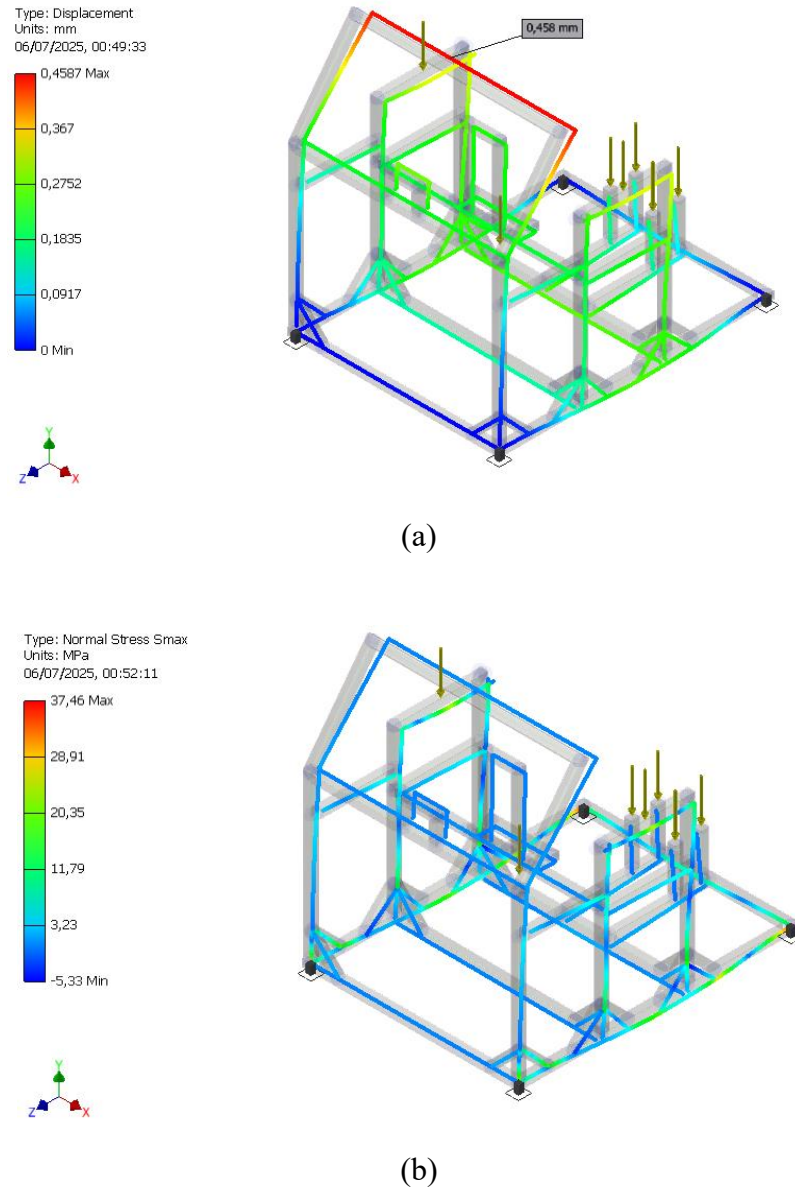 Type: Displacement
Units: mm
06/07/2025, 00:49:33
0,4587 Max
0,367
0,2752
0,1835
0,0917
0 Min
0,458 mm
Y
Z
X
(a)
Type: Normal Stress Smax
Units: MPa
06/07/2025, 00:52:11
37,46 Max
28,91
20,35
11,79
3,23
-5,33 Min
Y
Z
X
(b)